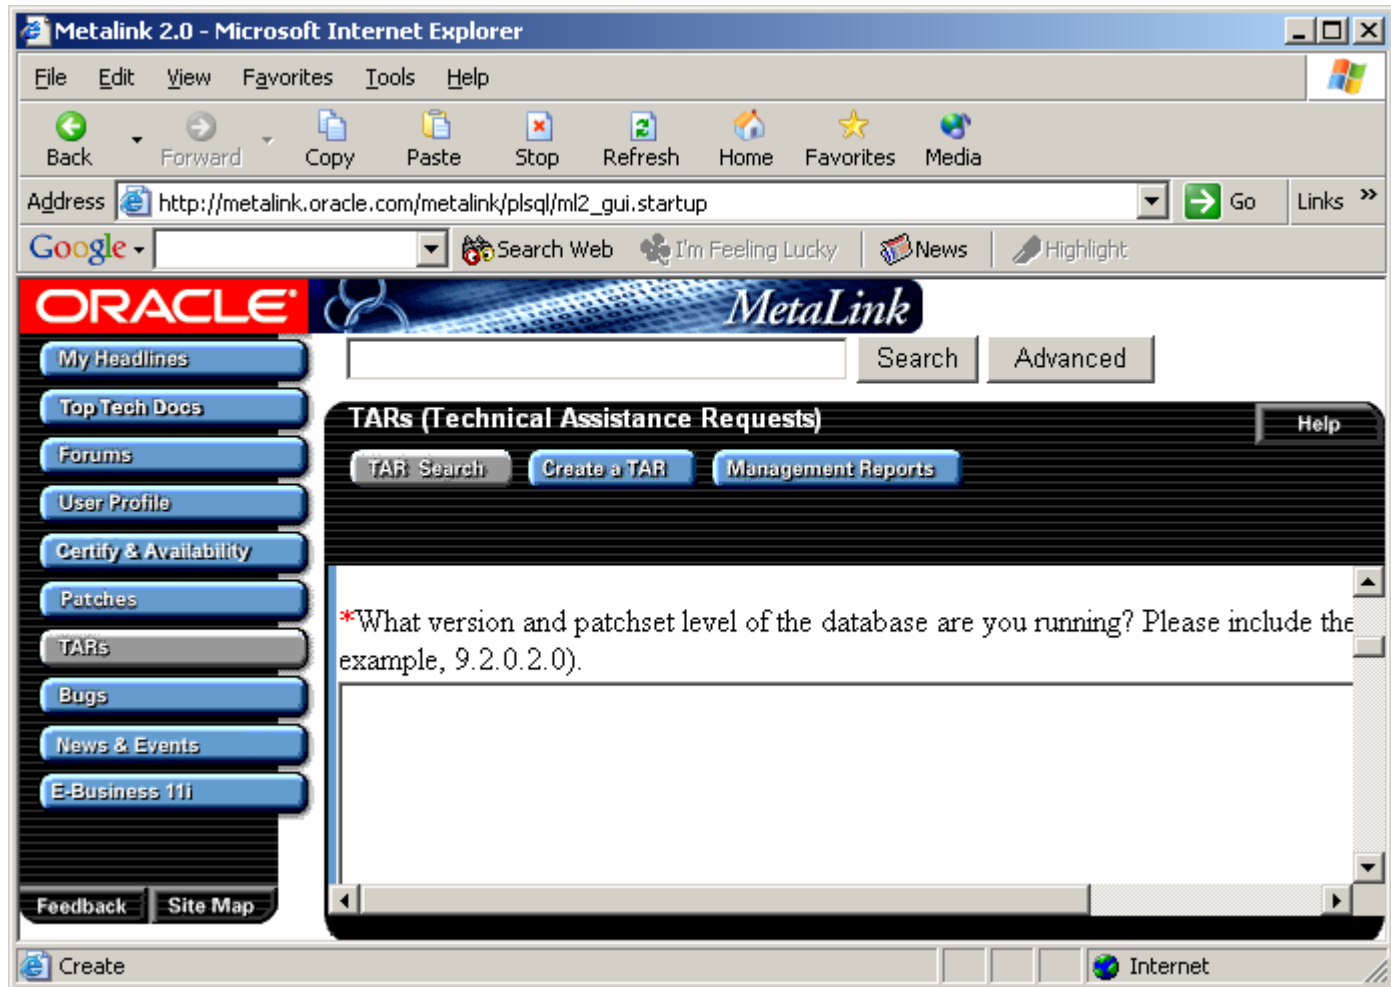 Metalink 2.0 - Microsoft Internet Explorer
File Edit View Favorites Tools Help
Back Forward Copy Paste Stop Refresh Home Favorites Media
Address http://metalink.oracle.com/metalink/plsql/ml2_gui.startup Go Links »
Google Search Web I'm Feeling Lucky News Highlight
ORACLE MetaLink
Search Advanced
My Headlines
Top Tech Docs
Forums
User Profile
Certify & Availability
Patches
TARs
Bugs
News & Events
E-Business 11i
Feedback Site Map
TARs (Technical Assistance Requests)
Help
TAR Search Create a TAR Management Reports
*What version and patchset level of the database are you running? Please include the
example, 9.2.0.2.0).
Create Internet